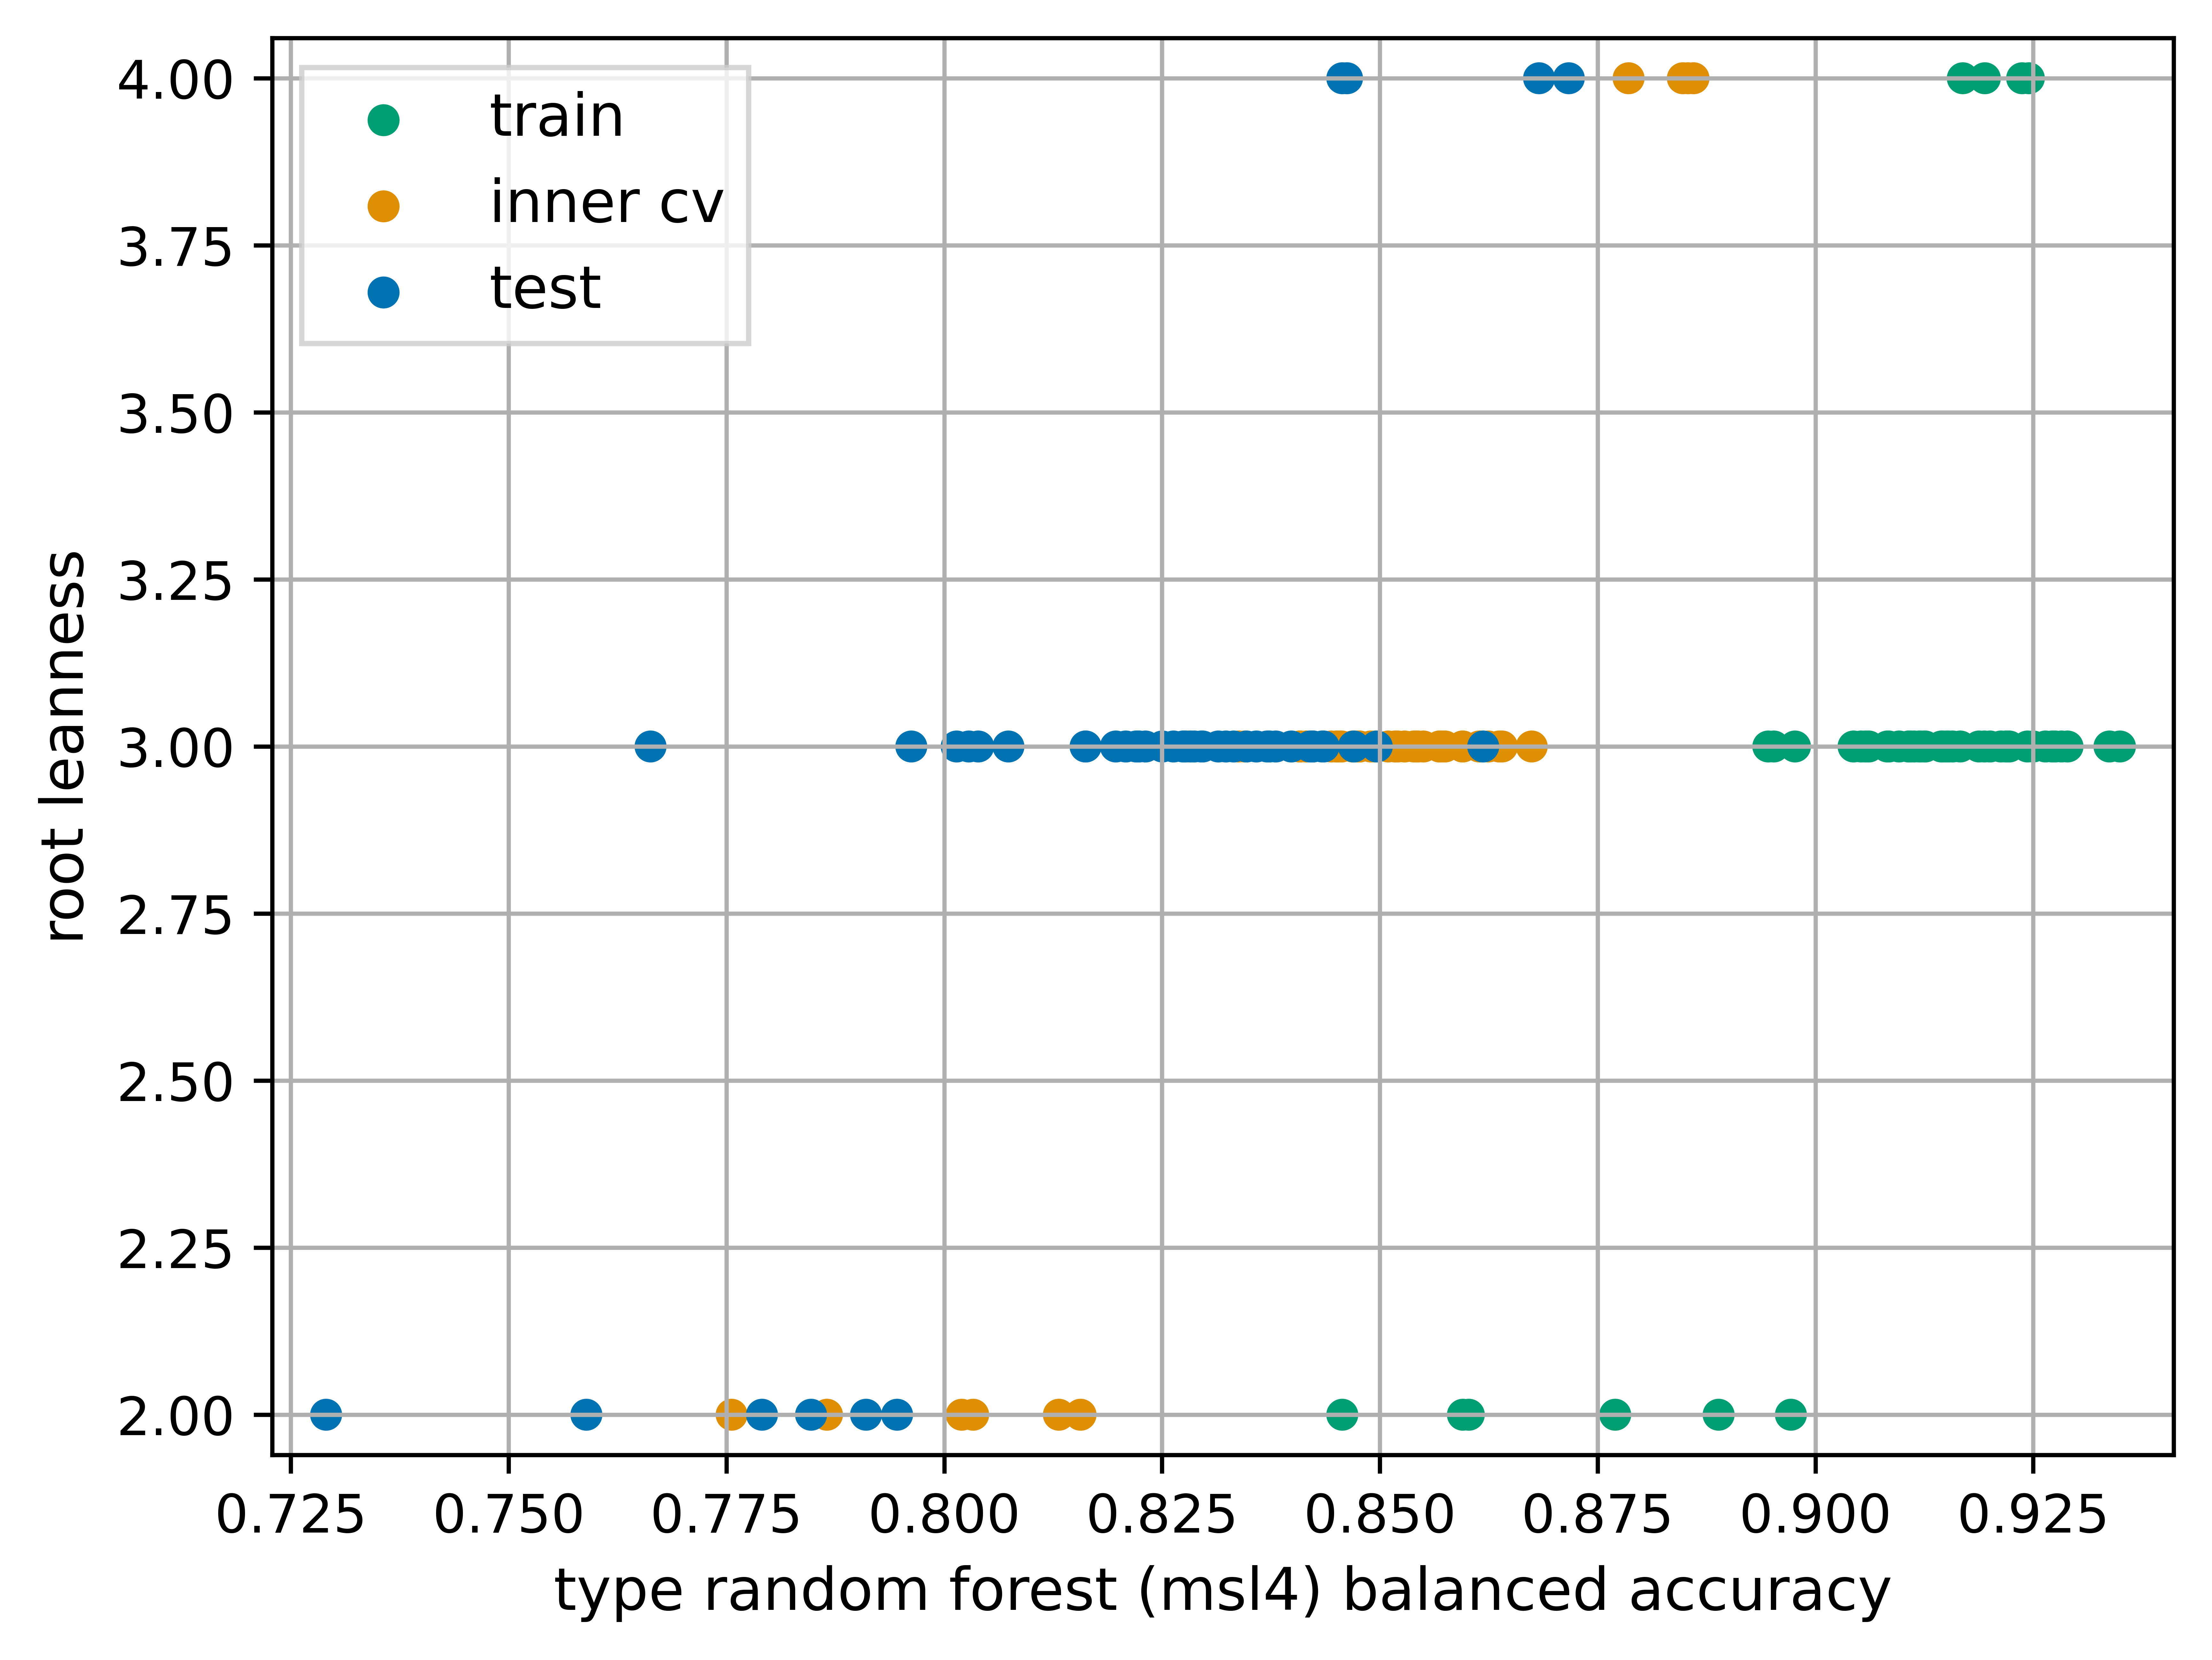 4.00
3.75
3.50
3.25
3.00
2.75
2.50
2.25
2.00
root leanness
train
inner cv
test
0.725 0.750 0.775 0.800 0.825 0.850 0.875 0.900 0.925
type random forest (msl4) balanced accuracy